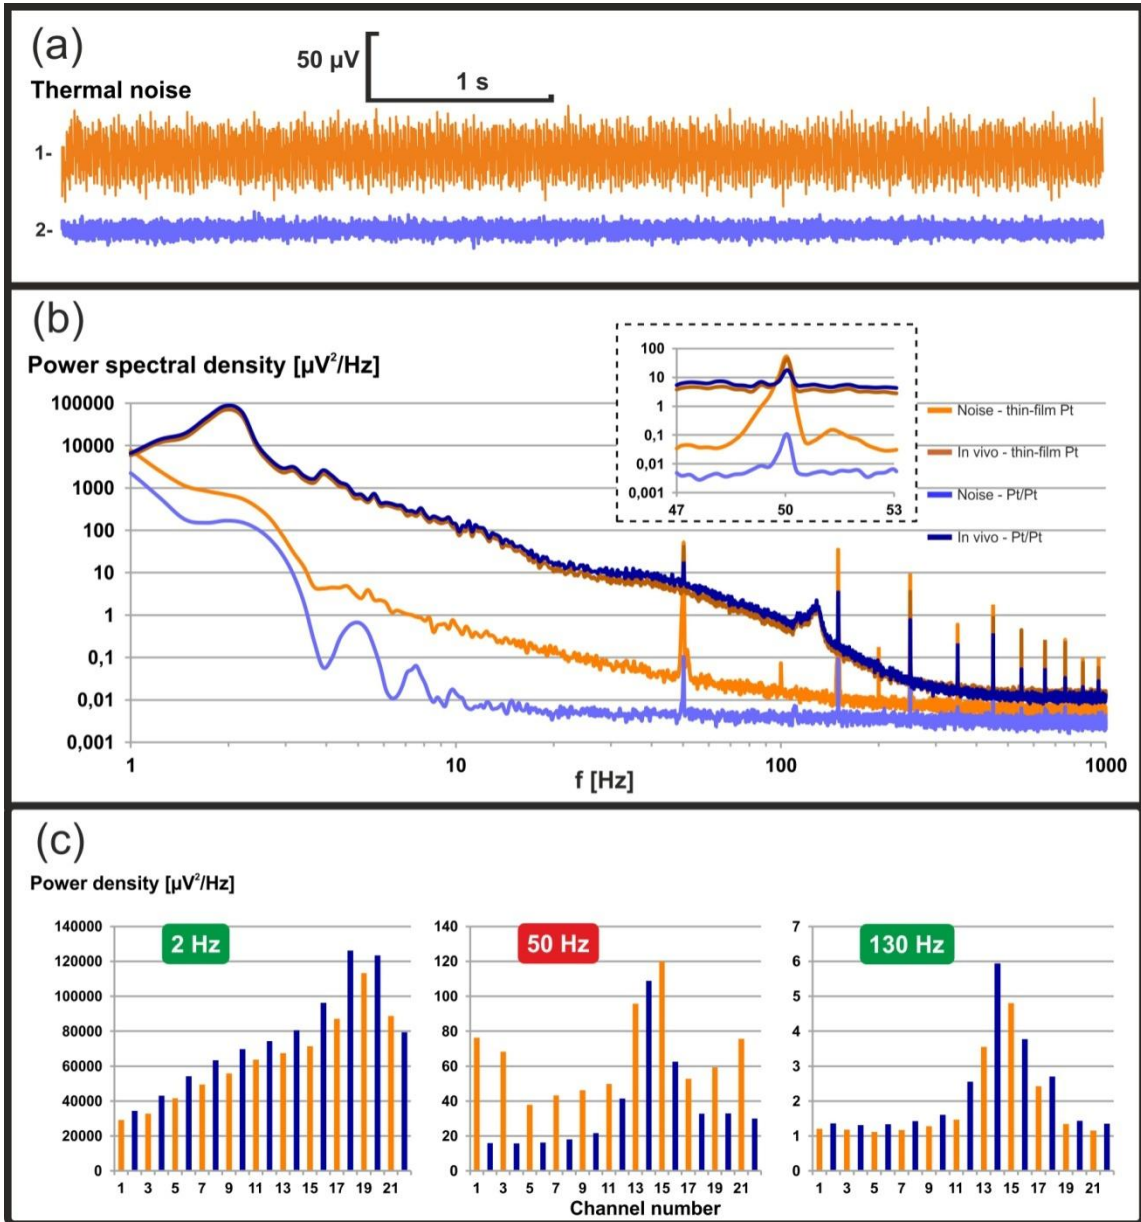 (a)
50 µV
1 s
Thermal noise
1-
2-
(b)
Power spectral density [µV²/Hz]
100000
10000
1000
100
10
1
0,1
0,01
0,001
1
10
100
1000
f [Hz]
100
10
1
0,1
0,01
0,001
47
50
53
Noise - thin-film Pt
In vivo - thin-film Pt
Noise - Pt/Pt
In vivo - Pt/Pt
(c)
Power density [µV²/Hz]
2 Hz
140000
120000
100000
80000
60000
40000
20000
0
1 3 5 7 9 11 13 15 17 19 21
50 Hz
140
120
100
80
60
40
20
0
1 3 5 7 9 11 13 15 17 19 21
130 Hz
7
6
5
4
3
2
1
0
1 3 5 7 9 11 13 15 17 19 21
Channel number